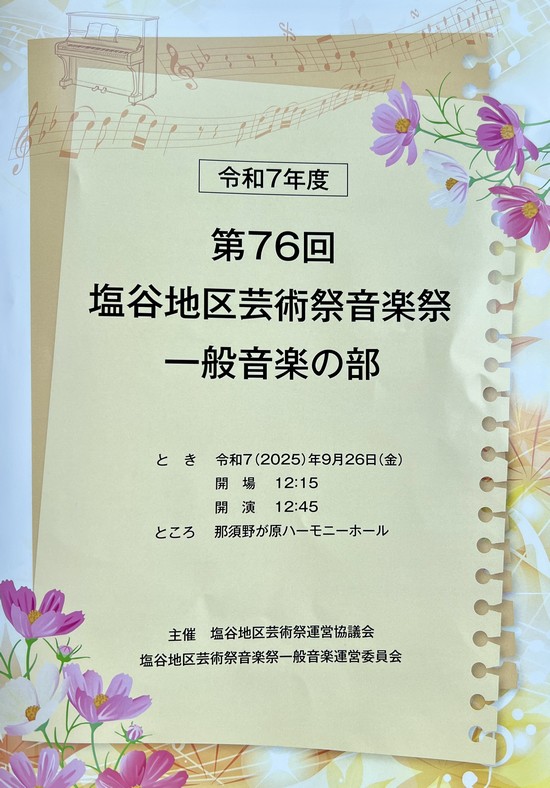 令和7年度
第76回
塩谷地区芸術祭音楽祭
一般音楽の部
とき 令和7(2025)年9月26日(金)
開場 12:15
開演 12:45
ところ 那須野が原ハーモニーホール
主催 塩谷地区芸術祭運営協議会
塩谷地区芸術祭音楽祭一般音楽運営委員会